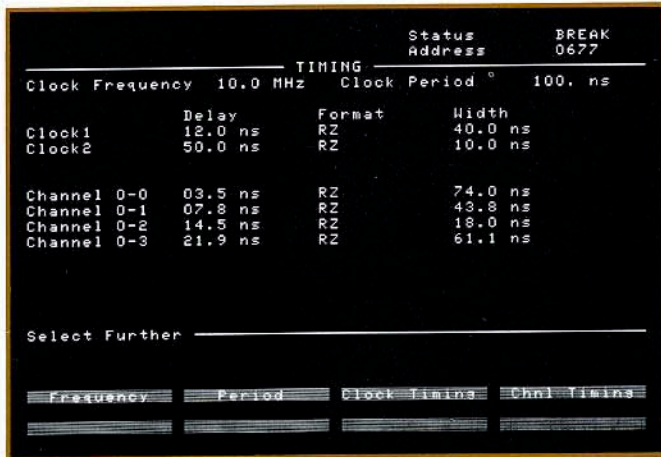 Status BREAK
Address 0677
TIMING
Clock Frequency 10.0 MHz Clock Period 100. ns
Delay Format Width
Clock1 12.0 ns RZ 40.0 ns
Clock2 50.0 ns RZ 10.0 ns
Channel 0-0 03.5 ns RZ 74.0 ns
Channel 0-1 07.8 ns RZ 43.8 ns
Channel 0-2 14.5 ns RZ 18.0 ns
Channel 0-3 21.9 ns RZ 61.1 ns
Select Further
Frequency Period Clock Timing Chnl Timing